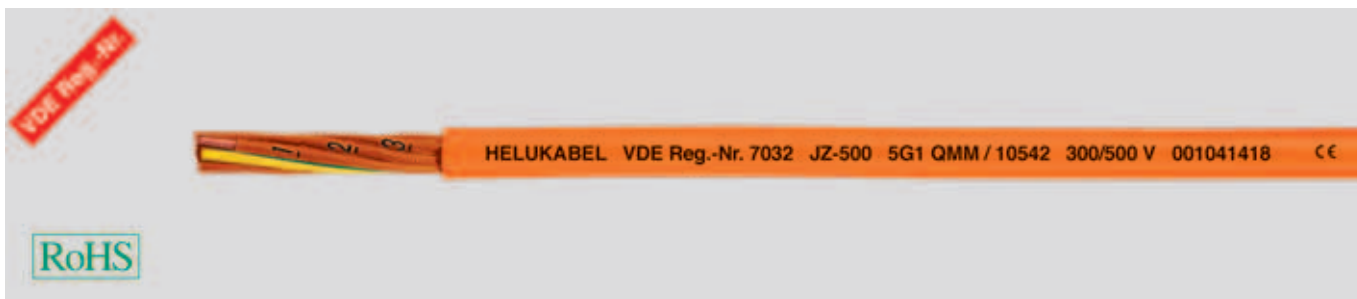 VDE Reg.-Nr.
1 2 3
HELUKABEL VDE Reg.-Nr. 7032 JZ-500 5G1 QMM / 10542 300/500 V 001041418 CE
RoHS